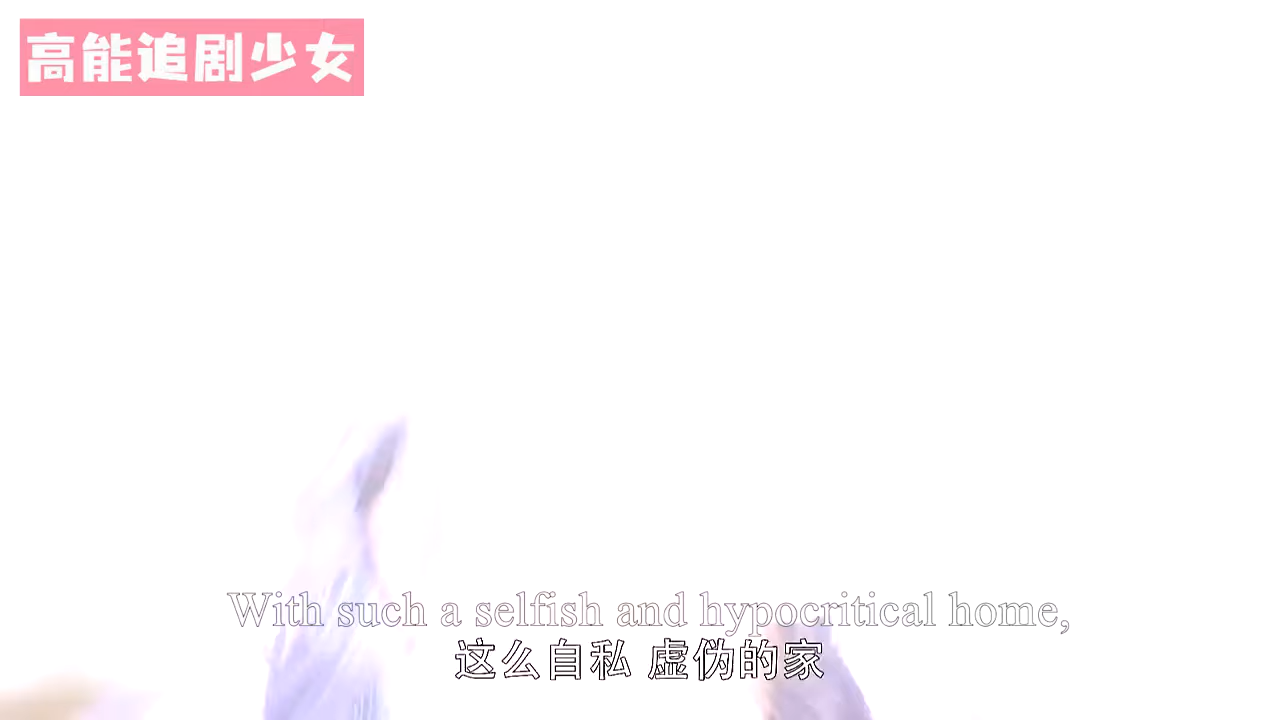 高能追剧少女
With such a selfish and hypocritical home,
这么自私 虚伪的家